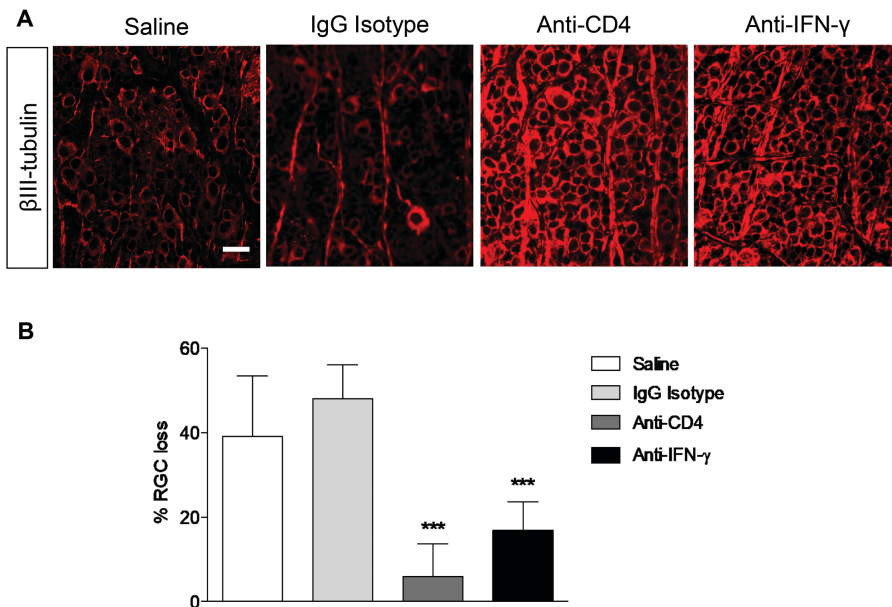 A
Saline
IgG Isotype
Anti-CD4
Anti-IFN-γ
βIII-tubulin
B
60
40
20
0
% RGC loss
***
***
Saline
IgG Isotype
Anti-CD4
Anti-IFN-γ